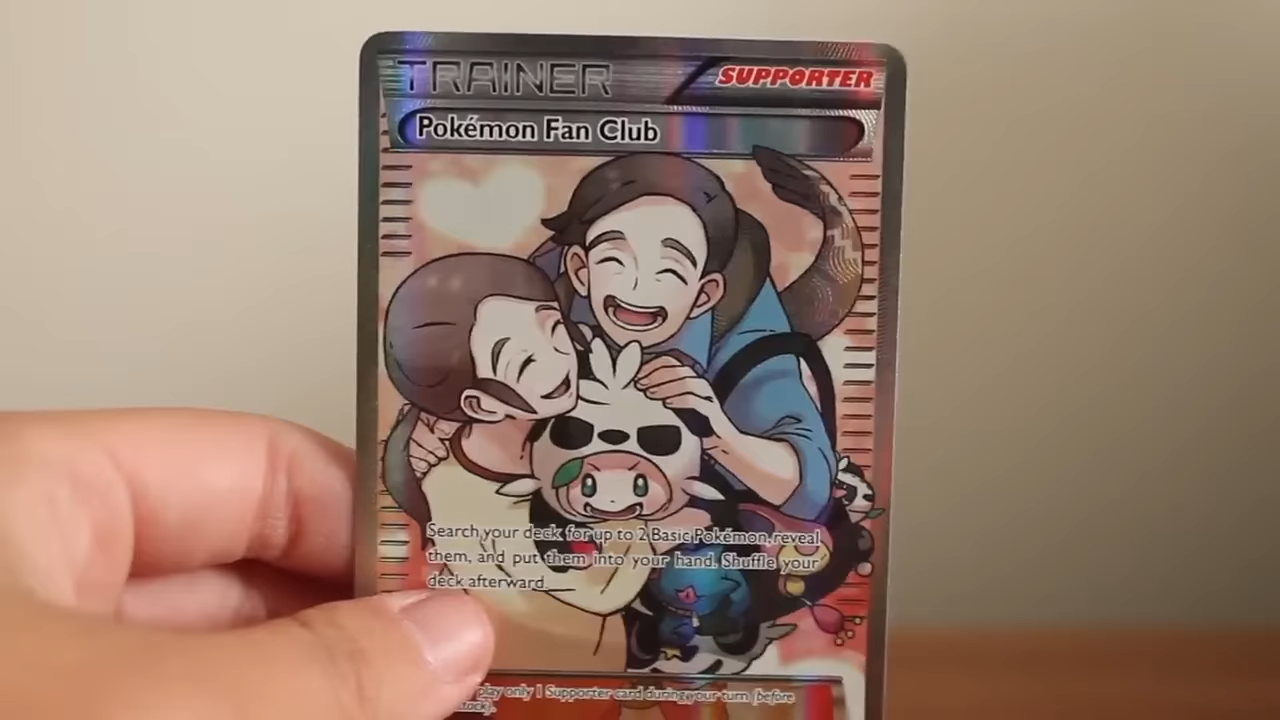 TRAINER SUPPORTER
Pokémon Fan Club
Search your deck for up to 2 Basic Pokémon, reveal
them, and put them into your hand. Shuffle your
deck afterward.
play only 1 Supporter card during your turn (before